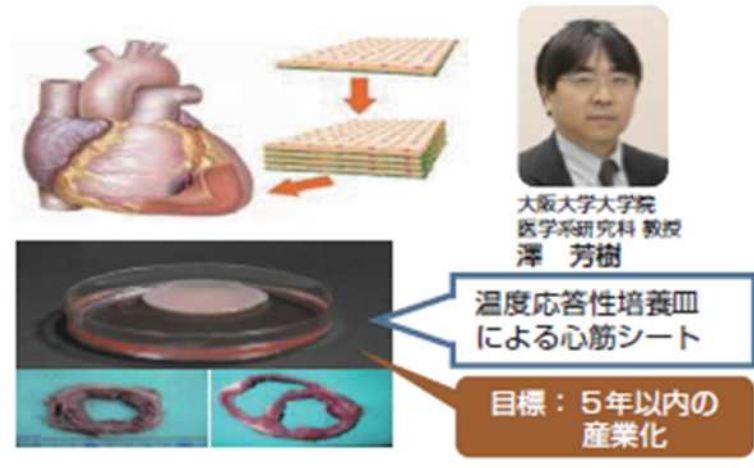 大阪大学大学院
医学系研究科 教授
澤 芳樹
温度応答性培養皿
による心筋シート
目標：５年以内の
産業化